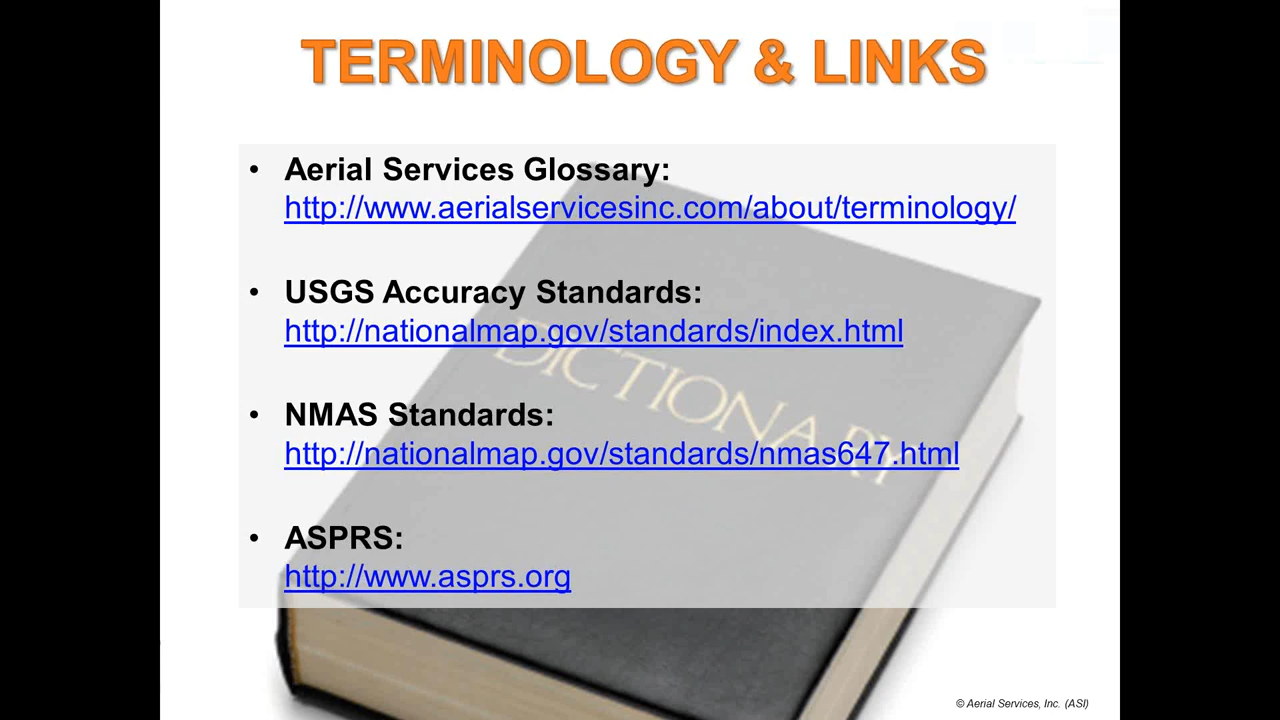 TERMINOLOGY & LINKS
• Aerial Services Glossary:
http://www.aerialservicesinc.com/about/terminology/
• USGS Accuracy Standards:
http://nationalmap.gov/standards/index.html
DICTIONARY
• NMAS Standards:
http://nationalmap.gov/standards/nmas647.html
• ASPRS:
http://www.asprs.org
© Aerial Services, Inc. (ASI)